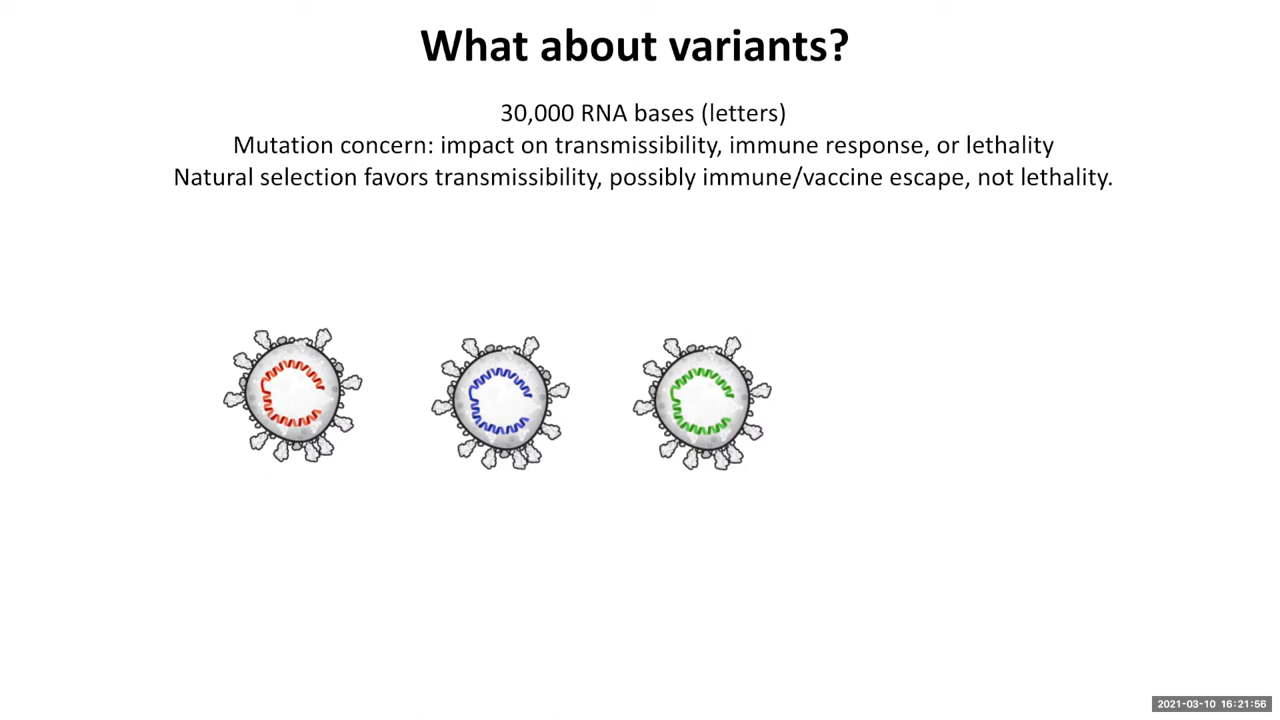 What about variants?
30,000 RNA bases (letters)
Mutation concern: impact on transmissibility, immune response, or lethality
Natural selection favors transmissibility, possibly immune/vaccine escape, not lethality.
2021-03-10 16:21:56